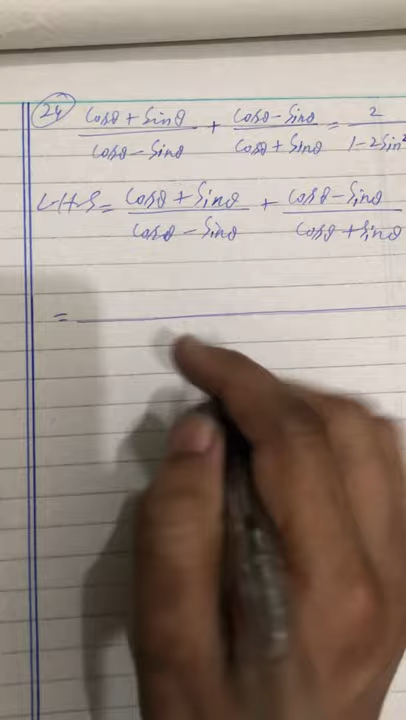 24 cosθ + sinθ / cosθ - sinθ + cosθ - sinθ / cosθ + sinθ = 2 / 1 - 2sin²
LHS = cosθ + sinθ / cosθ - sinθ + cosθ - sinθ / cosθ + sinθ
=